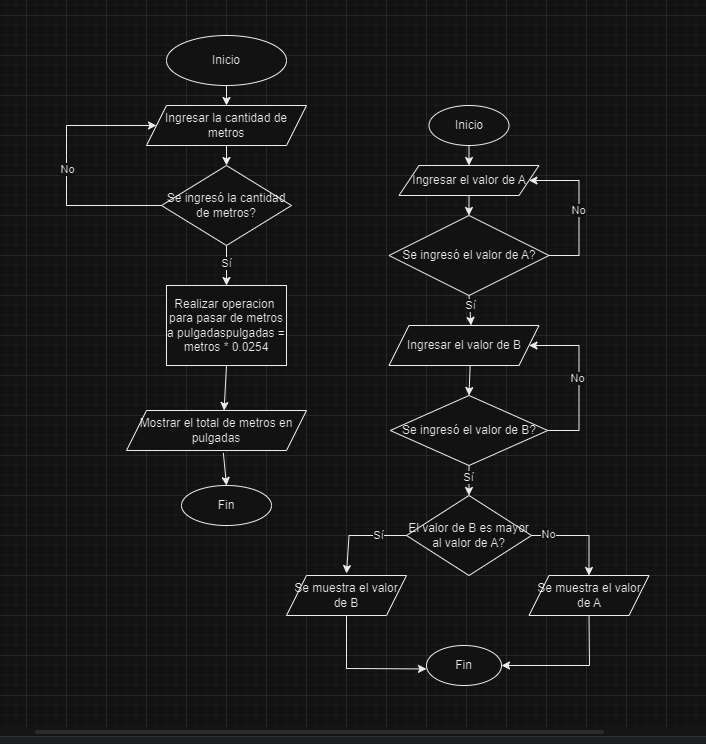 Inicio
Ingresar la cantidad de
metros
No
Se ingresó la cantidad
de metros?
Sí
Realizar operacion
para pasar de metros
a pulgadaspulgadas =
metros * 0.0254
Mostrar el total de metros en
pulgadas
Fin
Inicio
Ingresar el valor de A
No
Se ingresó el valor de A?
Sí
Ingresar el valor de B
No
Se ingresó el valor de B?
Sí
El valor de B es mayor
al valor de A?
Sí
No
Se muestra el valor
de B
Se muestra el valor
de A
Fin